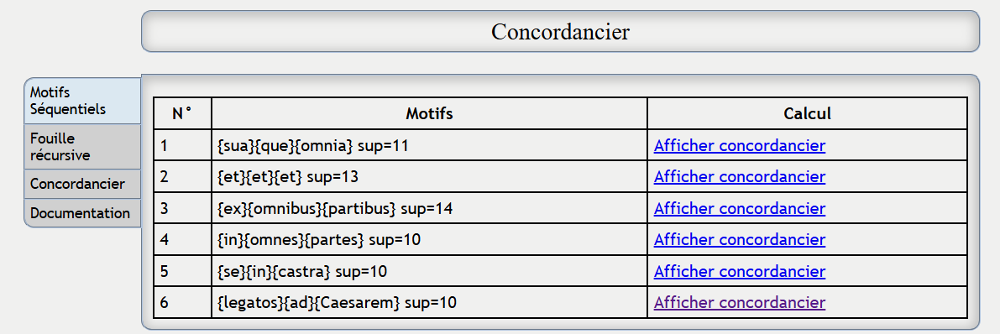 Concordancier
Motifs
Séquentiels
Fouille
récursive
Concordancier
Documentation
N° Motifs Calcul
1 {sua}{que}{omnia} sup=11 Afficher concordancier
2 {et}{et}{et} sup=13 Afficher concordancier
3 {ex}{omnibus}{partibus} sup=14 Afficher concordancier
4 {in}{omnes}{partes} sup=10 Afficher concordancier
5 {se}{in}{castra} sup=10 Afficher concordancier
6 {legatos}{ad}{Caesarem} sup=10 Afficher concordancier